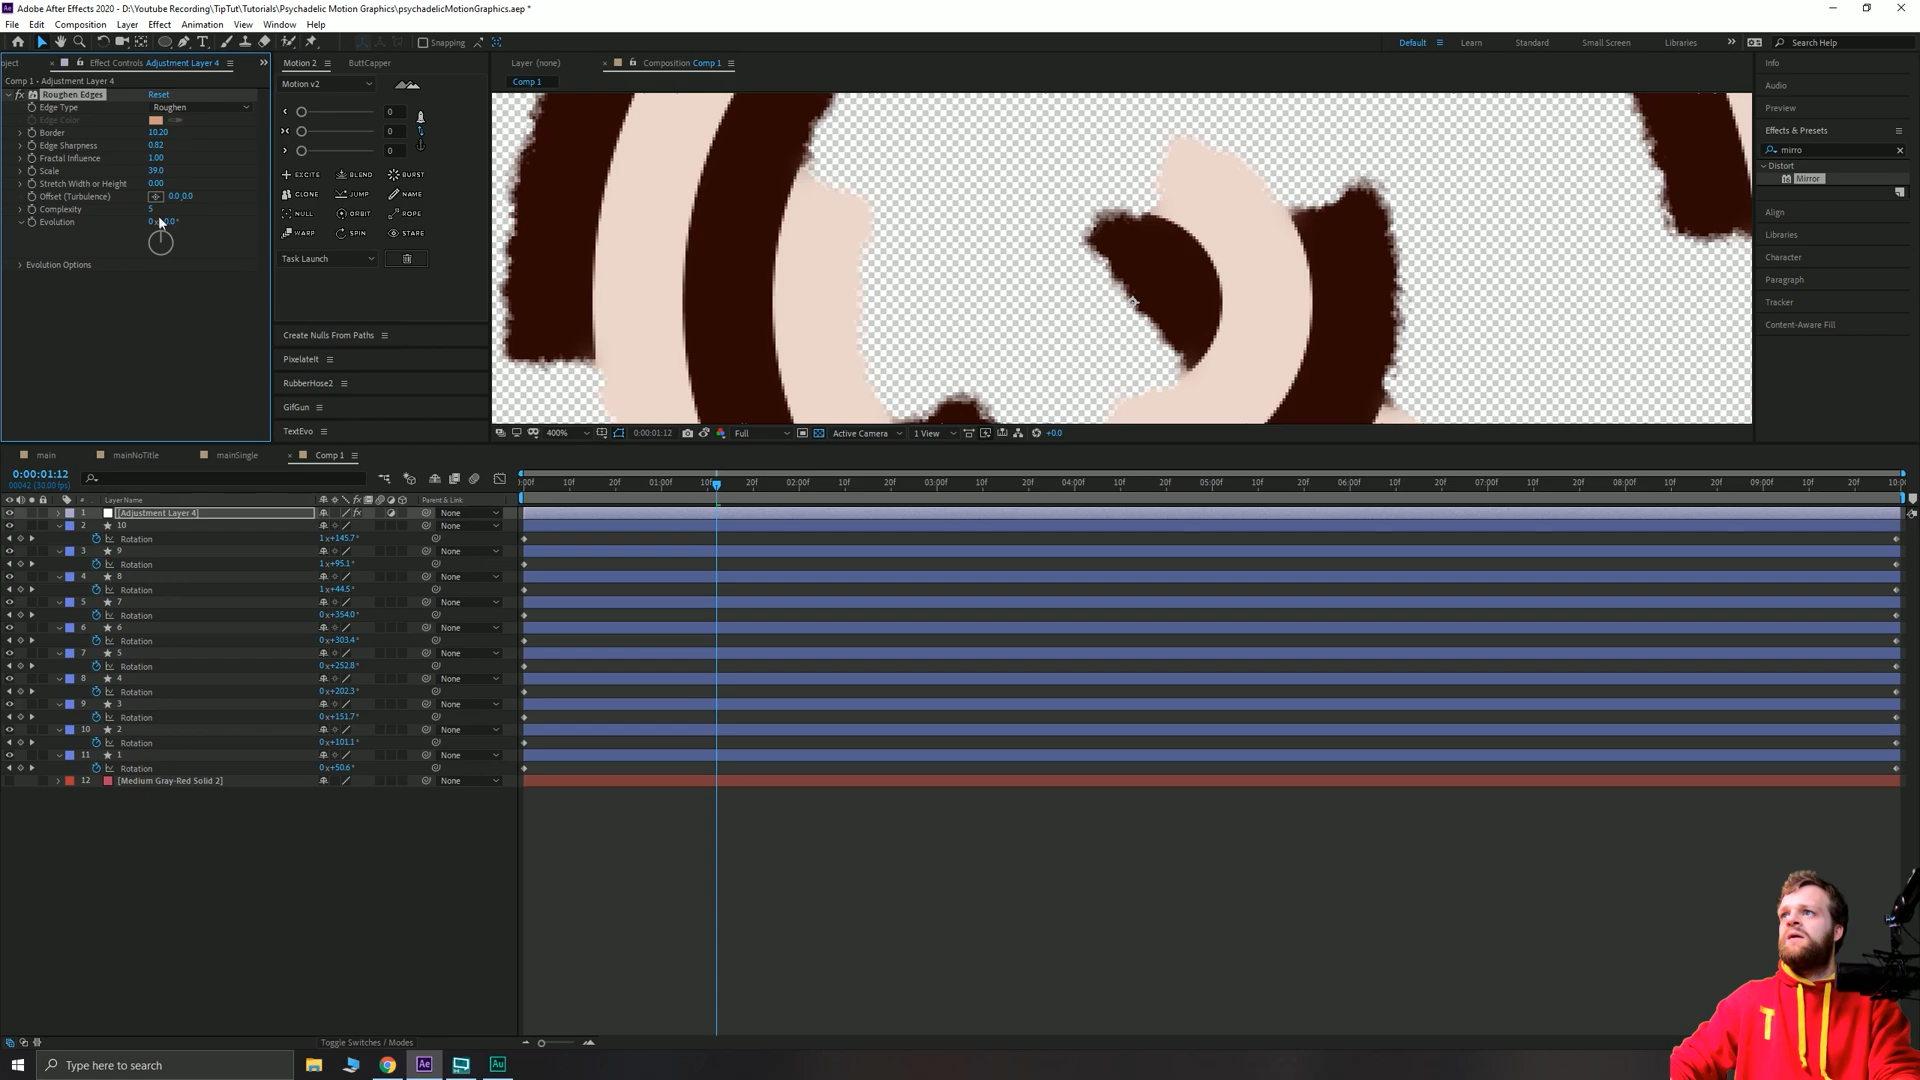 Adobe After Effects 2020 - D:\Youtube Recording\TipTut\Tutorials\Psychadelic Motion Graphics\psychadelicMotionGraphics.aep *
File Edit Composition Layer Effect Animation View Window Help
Snapping
Default Learn Standard Small Screen Libraries Search Help
oject Effect Controls Adjustment Layer 4
Comp 1 • Adjustment Layer 4
fx Roughen Edges Reset
Edge Type Roughen
Edge Color
Border 10.20
Edge Sharpness 0.82
Fractal Influence 1.00
Scale 39.0
Stretch Width or Height 0.00
Offset (Turbulence) 0.0,0.0
Complexity 5
Evolution
Evolution Options
Motion 2 ButtCapper
Motion v2
0
0
0
EXCITE BLEND BURST
CLONE JUMP NAME
NULL ORBIT ROPE
WARP SPIN STARE
Task Launch
Create Nulls From Paths
PixelateIt
RubberHose2
GifGun
TextEvo
Layer (none) Composition Comp 1
Comp 1
400% 0:00:01:12 Full Active Camera 1 View +0.0
Info
Audio
Preview
Effects & Presets
mirro
Distort
Mirror
Align
Libraries
Character
Paragraph
Tracker
Content-Aware Fill
main mainNoTitle mainSingle Comp 1
0:00:01:12
00042 (30.00 fps)
:00f 10f 20f 01:00f 10f 20f 02:00f 10f 20f 03:00f 10f 20f 04:00f 10f 20f 05:00f 10f 20f 06:00f 10f 20f 07:00f 10f 20f 08:00f 10f 20f 09:00f 10f 20f 10:00
# Layer Name Parent & Link
1 [Adjustment Layer 4] None
2 10 None
Rotation 1x+145.7°
3 9 None
Rotation 1x+95.1°
4 8 None
Rotation 1x+44.5°
5 7 None
Rotation 0x+354.0°
6 6 None
Rotation 0x+303.4°
7 5 None
Rotation 0x+252.8°
8 4 None
Rotation 0x+202.3°
9 3 None
Rotation 0x+151.7°
10 2 None
Rotation 0x+101.1°
11 1 None
Rotation 0x+50.6°
12 [Medium Gray-Red Solid 2] None
Toggle Switches / Modes
Type here to search
Ae
Au